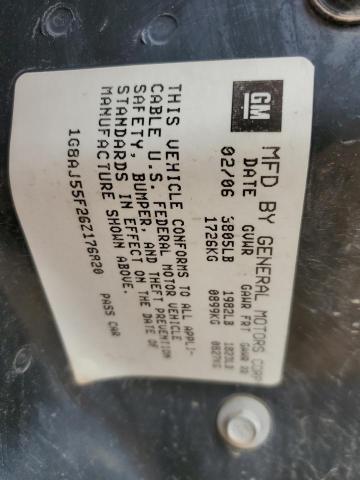 GM MFD BY GENERAL MOTORS CORP
DATE GVWR GAWR FRT GAWR RR
02/06 3805LB 1982LB 1823LB
1726KG 0899KG 0827KG
THIS VEHICLE CONFORMS TO ALL APPLI-
CABLE U.S. FEDERAL MOTOR VEHICLE
SAFETY, BUMPER, AND THEFT PREVENTION
STANDARDS IN EFFECT ON THE DATE OF
MANUFACTURE SHOWN ABOVE.
1G8AJ55F26Z176820 PASS CAR